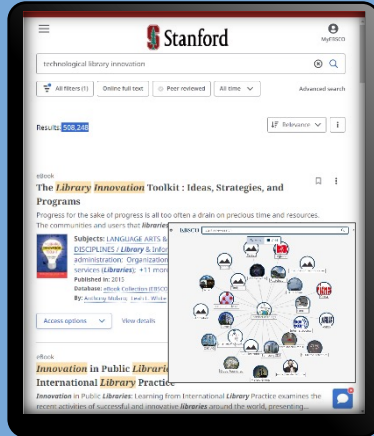 Stanford
MyEBSCO
technological library innovation
All filters (1) Online full text Peer reviewed All time Advanced search
Results: 508,248
Relevance
eBook
The Library Innovation Toolkit : Ideas, Strategies, and
Programs
Progress for the sake of progress is all too often a drain on precious time and resources.
The communities and users that libraries
Subjects: LANGUAGE ARTS &
DISCIPLINES / Library & Infor
administration; Organization
services (Libraries); +11 more
Published in: 2015
Database: eBook Collection (EBSCO
By: Anthony Molaro; Leah L. White
Access options View details
EBSCO
eBook
Innovation in Public Libraries
International Library Practice
Innovation in Public Libraries: Learning from International Library Practice examines the
recent activities of successful and innovative libraries around the world, presenting...